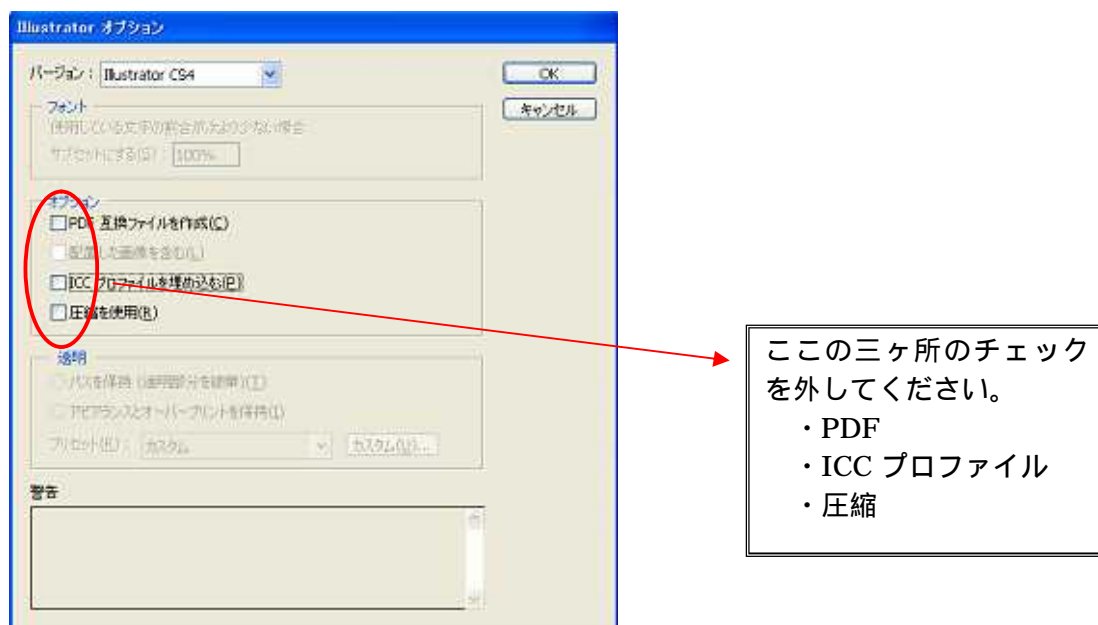 Illustrator オプション
バージョン： Illustrator CS4
OK
キャンセル
フォント
使用している文字の割合が次より少ない場合
サブセットにする(S)： 100%
オプション
PDF 互換ファイルを作成(C)
配置した画像を含む(L)
ICC プロファイルを埋め込む(P)
圧縮を使用(R)
透明
パスを保持 (透明部分を破棄)(T)
アピアランスとオーバープリントを保持(I)
プリセット(E)： カスタム カスタム(U)...
警告
ここの三ヶ所のチェック
を外してください。
・PDF
・ICC プロファイル
・圧縮